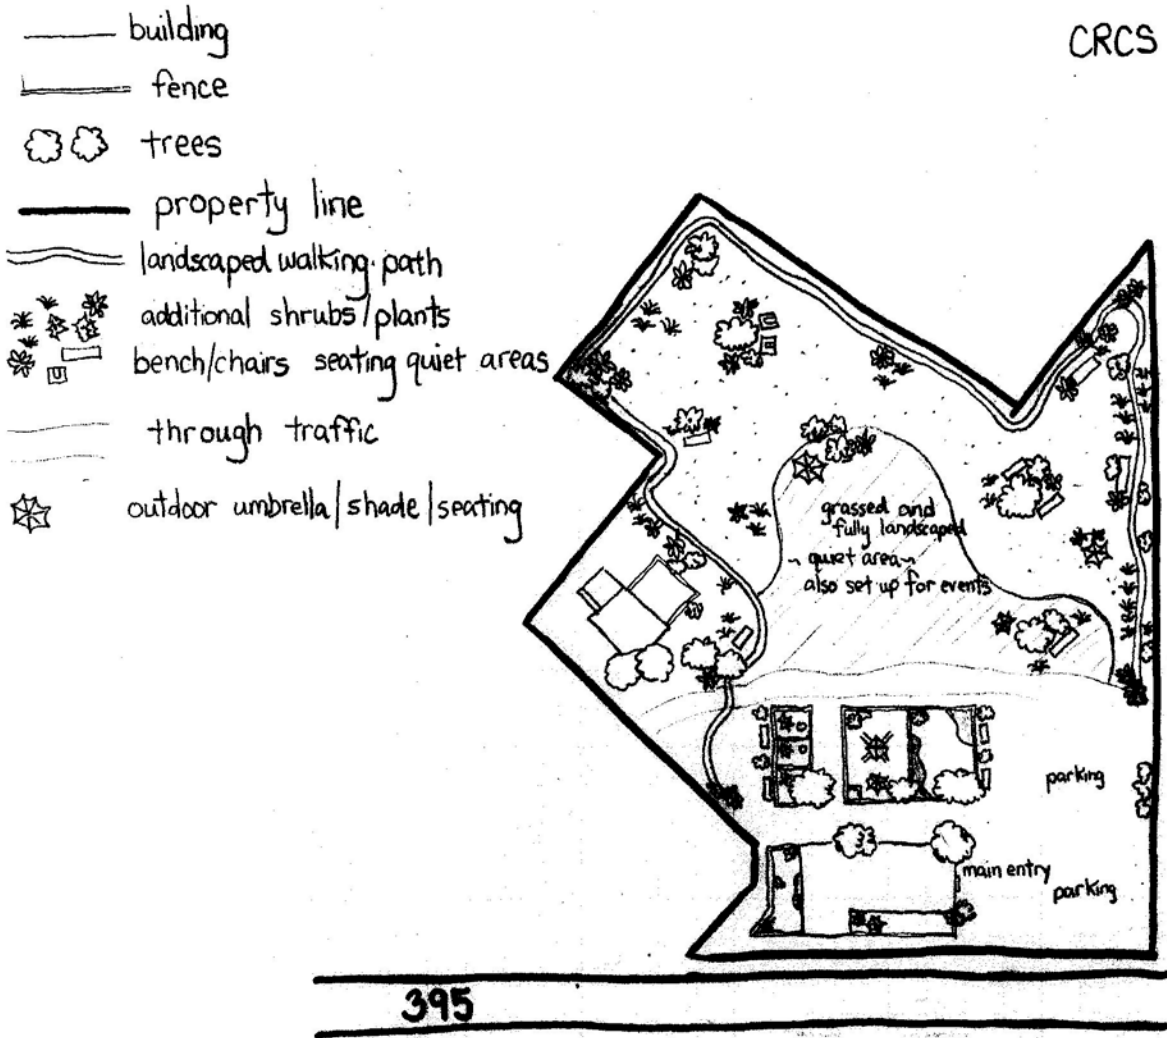 building
CRCS
fence
trees
property line
landscaped walking path
additional shrubs/plants
bench/chairs seating quiet areas
through traffic
outdoor umbrella/shade/seating
grassed and
fully landscaped
~ quiet area ~
also set up for events
parking
main entry
parking
395